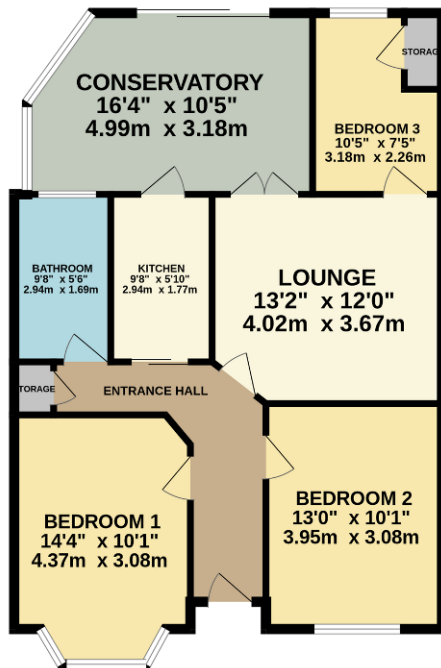 CONSERVATORY
16'4" x 10'5"
4.99m x 3.18m
STORAGE
BEDROOM 3
10'5" x 7'5"
3.18m x 2.26m
BATHROOM
9'8" x 5'6"
2.94m x 1.69m
KITCHEN
9'8" x 5'10"
2.94m x 1.77m
LOUNGE
13'2" x 12'0"
4.02m x 3.67m
TORAGE
ENTRANCE HALL
BEDROOM 1
14'4" x 10'1"
4.37m x 3.08m
BEDROOM 2
13'0" x 10'1"
3.95m x 3.08m